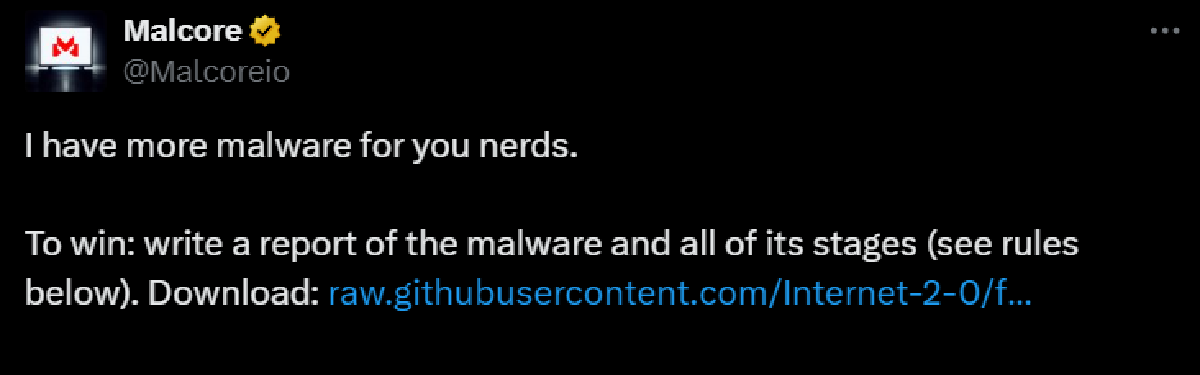 Malcore
@Malcoreio
I have more malware for you nerds.
To win: write a report of the malware and all of its stages (see rules
below). Download: raw.githubusercontent.com/Internet-2-0/f...